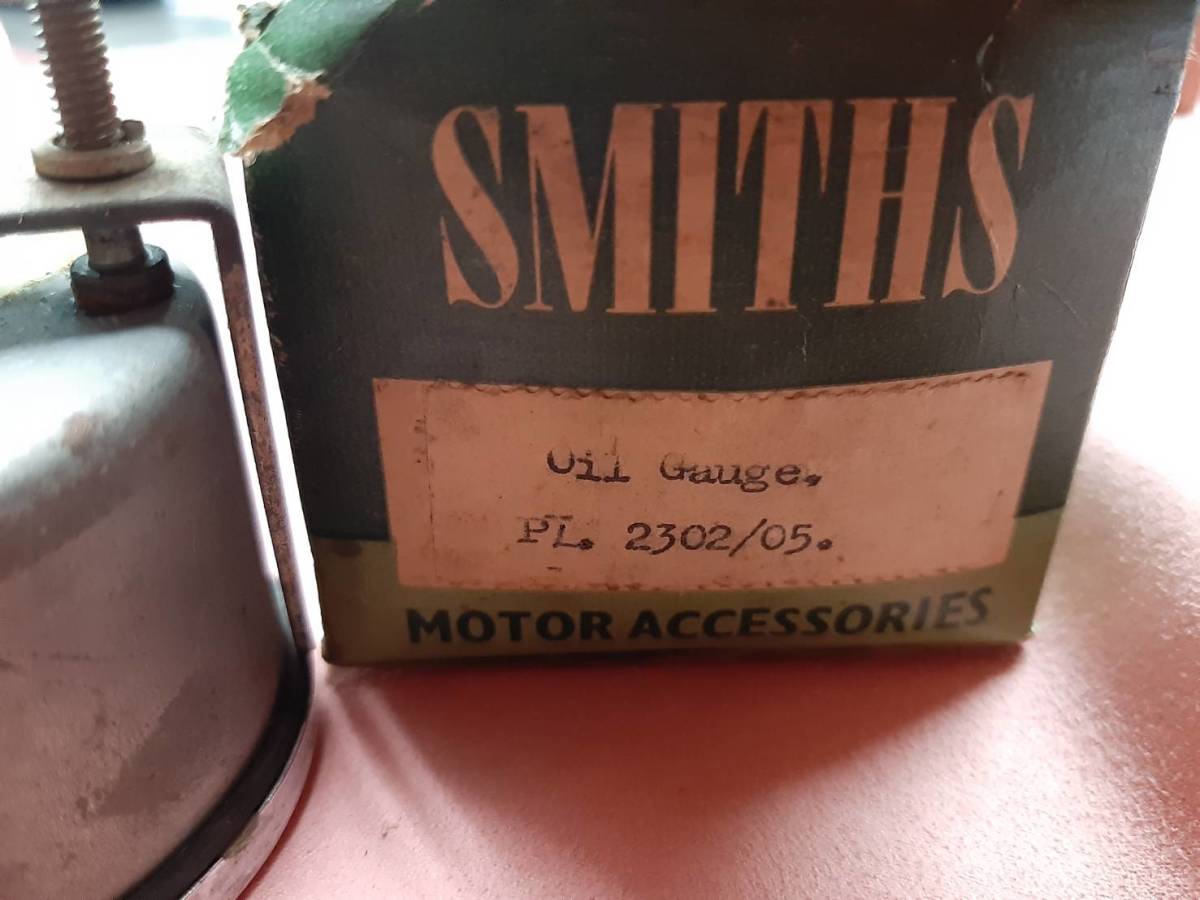 SMITHS
Oil Gauge.
PL. 2302/05.
MOTOR ACCESSORIES